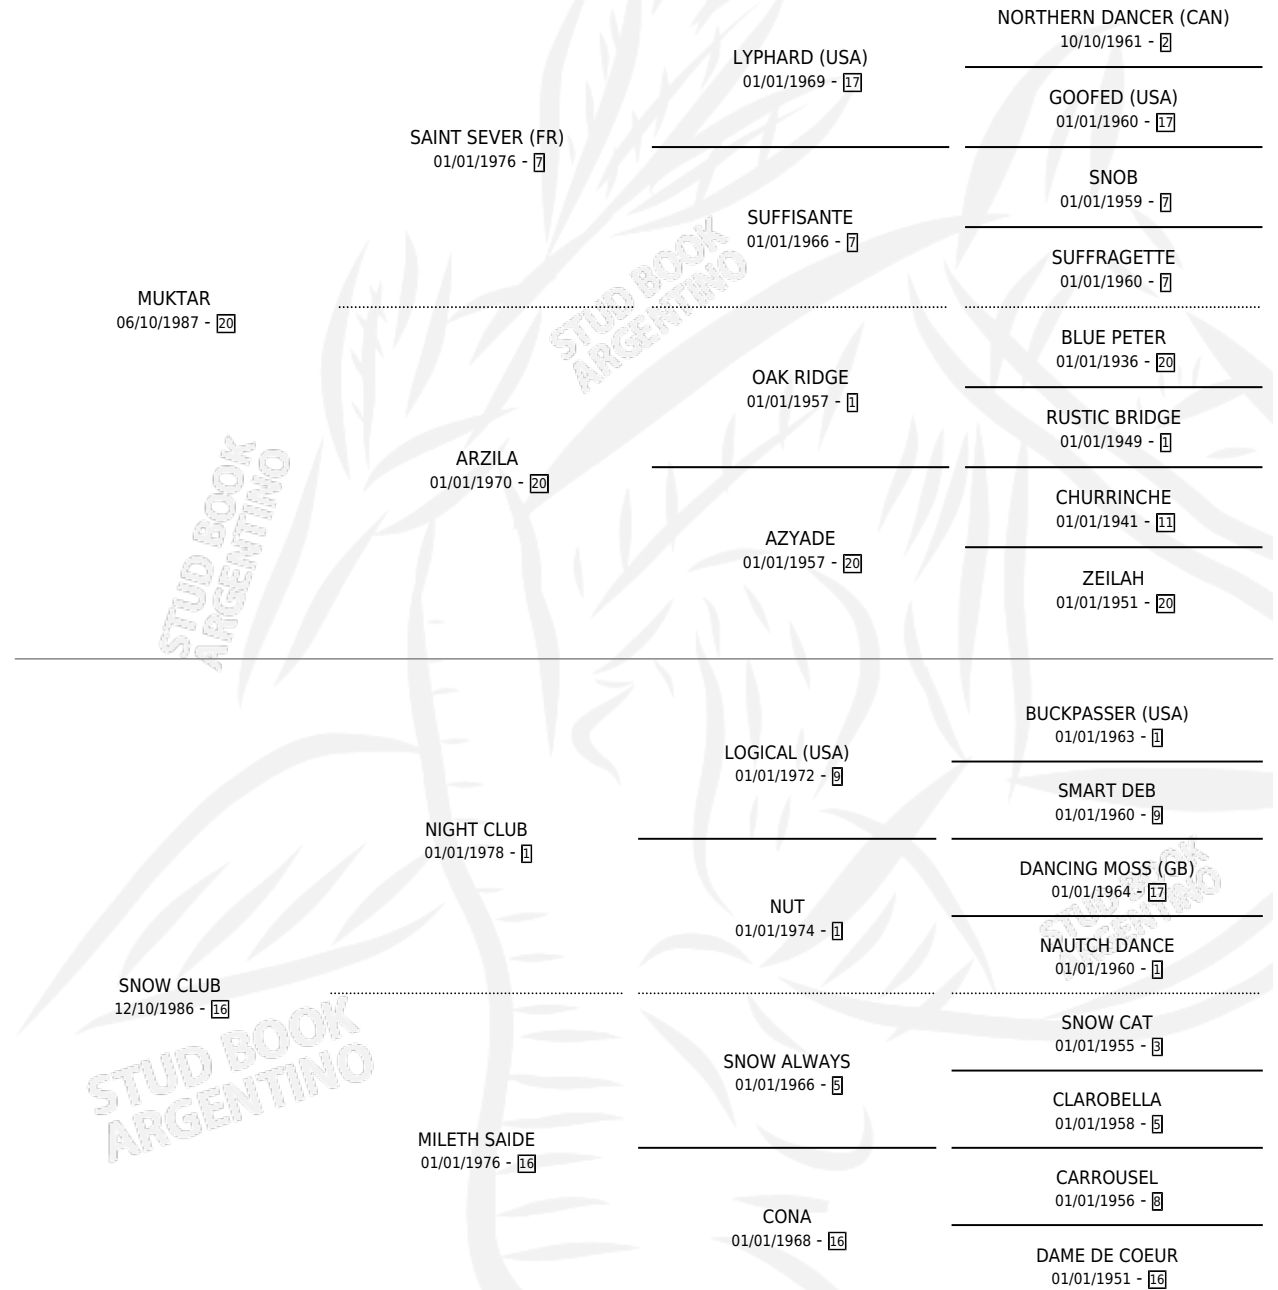 NORTHERN DANCER (CAN)
10/10/1961 - 2
LYPHARD (USA)
01/01/1969 - 17
GOOFED (USA)
01/01/1960 - 17
SAINT SEVER (FR)
01/01/1976 - 7
SNOB
01/01/1959 - 7
SUFFISANTE
01/01/1966 - 7
SUFFRAGETTE
01/01/1960 - 7
MUKTAR
06/10/1987 - 20
BLUE PETER
01/01/1936 - 20
OAK RIDGE
01/01/1957 - 1
RUSTIC BRIDGE
01/01/1949 - 1
ARZILA
01/01/1970 - 20
CHURRINCHE
01/01/1941 - 11
AZYADE
01/01/1957 - 20
ZEILAH
01/01/1951 - 20
STUD BOOK
ARGENTINO
STUD BOOK
ARGENTINO
BUCKPASSER (USA)
01/01/1963 - 1
LOGICAL (USA)
01/01/1972 - 9
SMART DEB
01/01/1960 - 9
NIGHT CLUB
01/01/1978 - 1
DANCING MOSS (GB)
01/01/1964 - 17
NUT
01/01/1974 - 1
NAUTCH DANCE
01/01/1960 - 1
STUD BOOK
ARGENTINO
SNOW CLUB
12/10/1986 - 16
SNOW CAT
01/01/1955 - 3
SNOW ALWAYS
01/01/1966 - 5
CLAROBELLA
01/01/1958 - 5
STUD BOOK
ARGENTINO
MILETH SAIDE
01/01/1976 - 16
CARROUSEL
01/01/1956 - 8
CONA
01/01/1968 - 16
DAME DE COEUR
01/01/1951 - 16